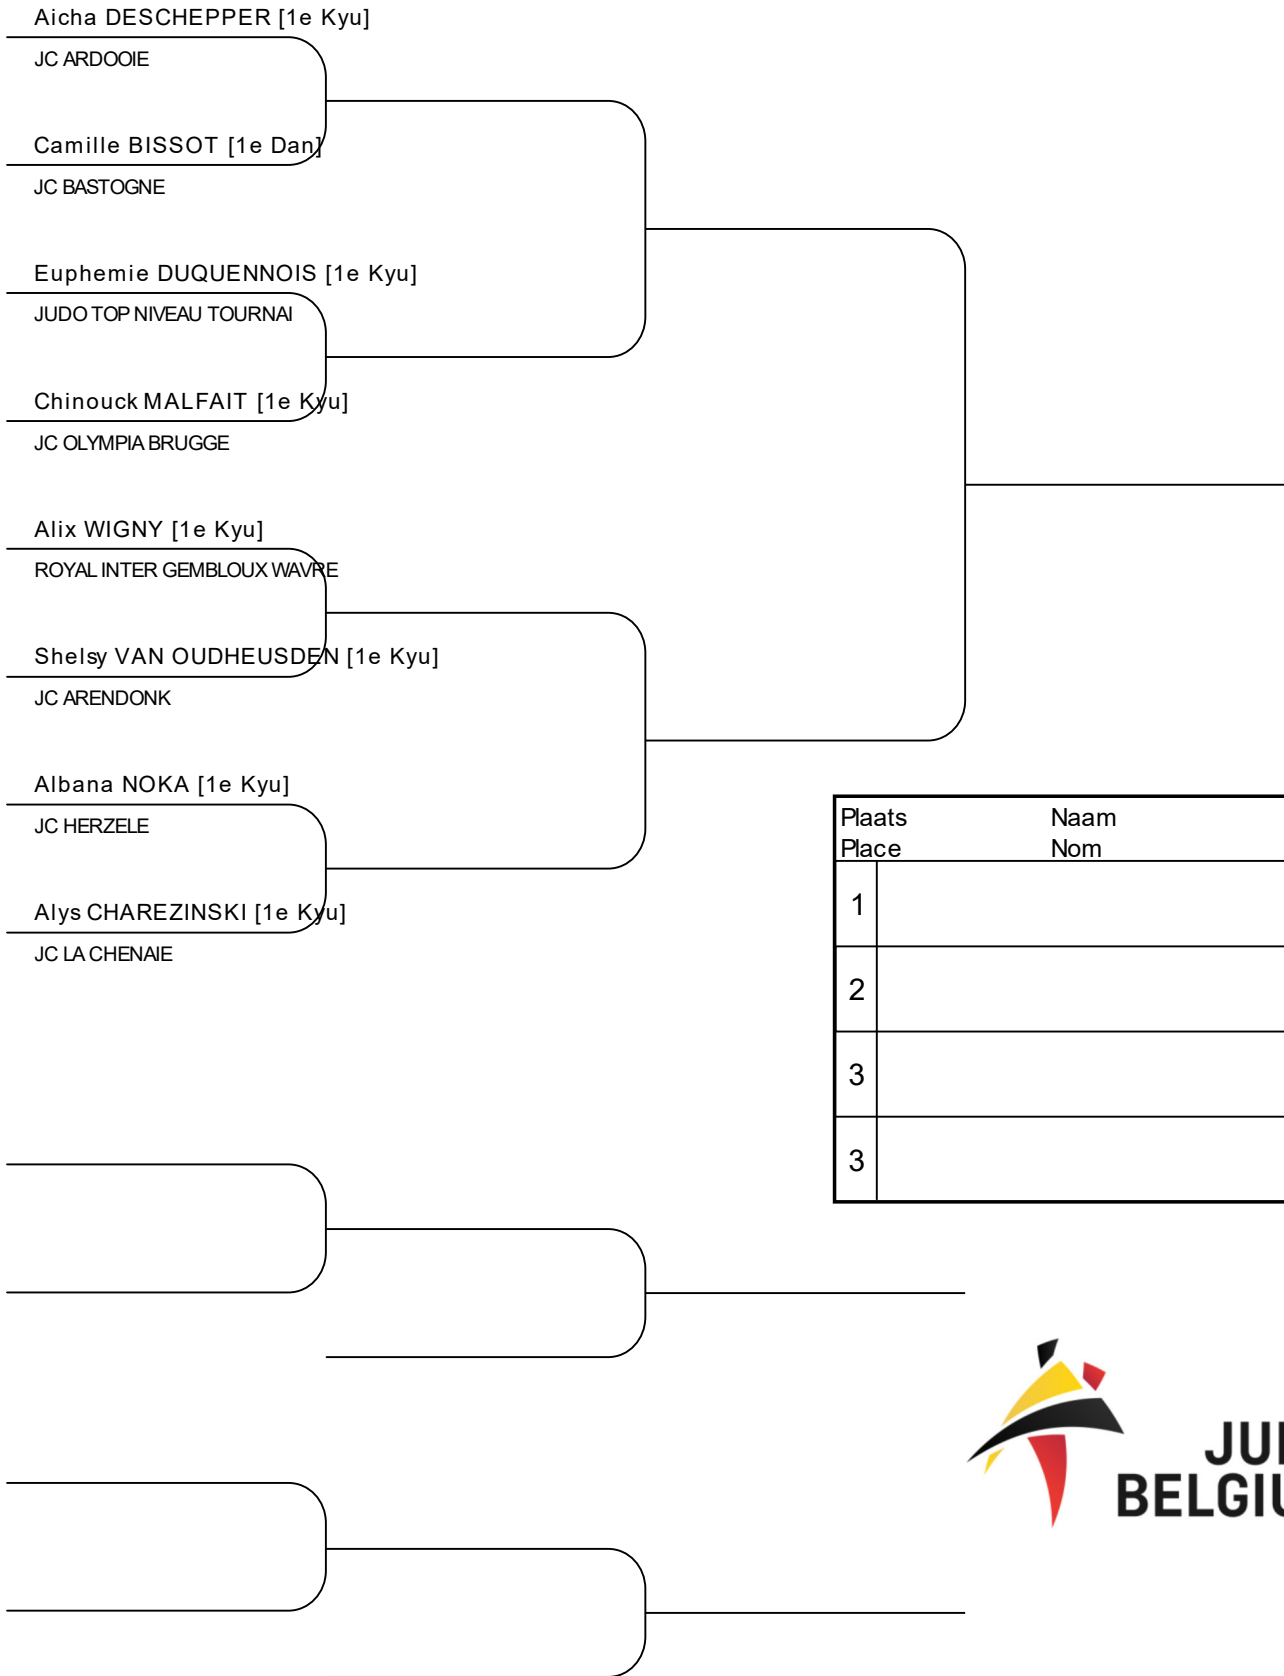 Aicha DESCHEPPER [1e Kyu]
JC ARDOOIE
Camille BISSOT [1e Dan]
JC BASTOGNE
Euphemie DUQUENNOIS [1e Kyu]
JUDO TOP NIVEAU TOURNAI
Chinouck MALFAIT [1e Kyu]
JC OLYMPIA BRUGGE
Alix WIGNY [1e Kyu]
ROYAL INTER GEMBLOUX WAVRE
Shelsy VAN OUDHEUSDEN [1e Kyu]
JC ARENDONK
Albana NOKA [1e Kyu]
JC HERZELE
Alys CHAREZINSKI [1e Kyu]
JC LA CHENAIE
Plaats Naam
Place Nom
1
2
3
3
JU
BELGIU